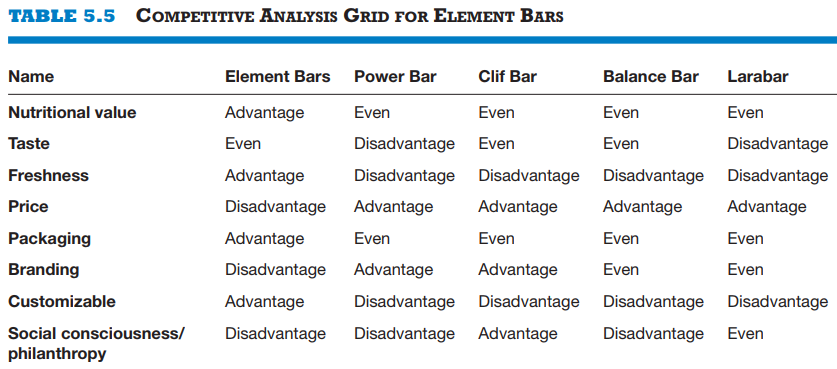 TABLE 5.5 COMPETITIVE ANALYSIS GRID FOR ELEMENT BARS
Name Element Bars Power Bar Clif Bar Balance Bar Larabar
Nutritional value Advantage Even Even Even Even
Taste Even Disadvantage Even Even Disadvantage
Freshness Advantage Disadvantage Disadvantage Disadvantage Disadvantage
Price Disadvantage Advantage Advantage Advantage Advantage
Packaging Advantage Even Even Even Even
Branding Disadvantage Advantage Advantage Even Even
Customizable Advantage Disadvantage Disadvantage Disadvantage Disadvantage
Social consciousness/ Disadvantage Disadvantage Advantage Disadvantage Even
philanthropy